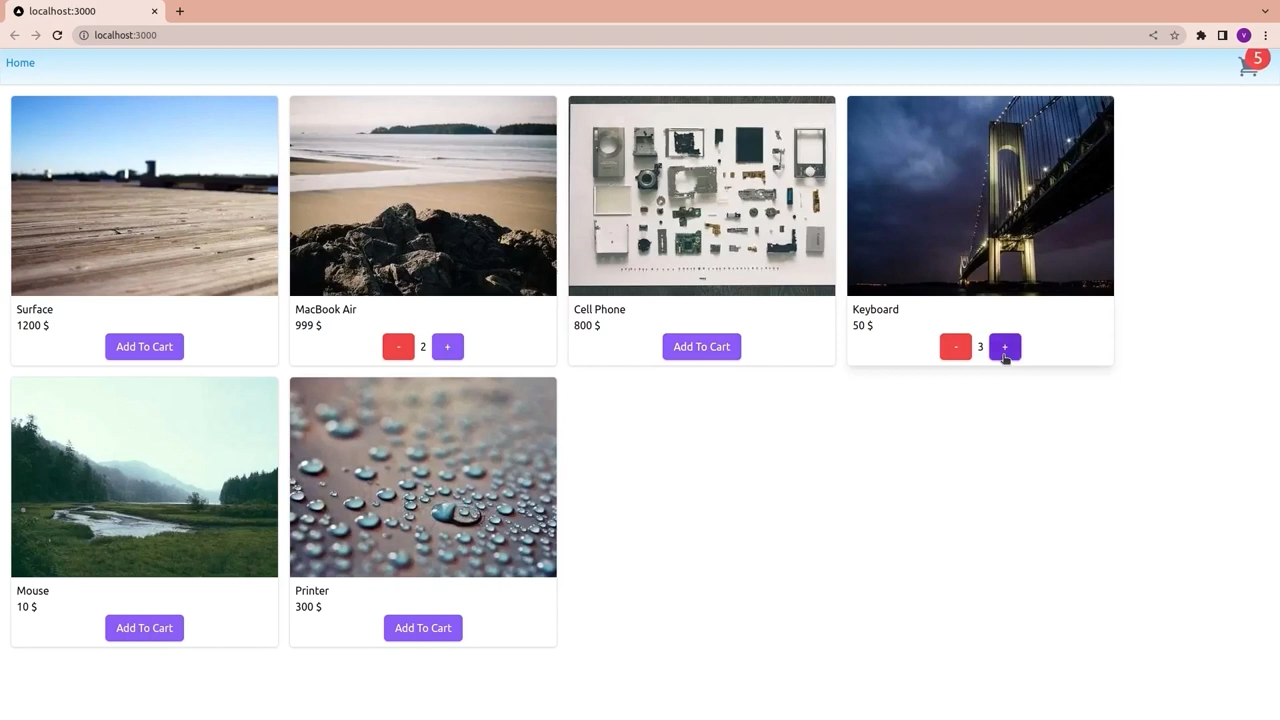 localhost:3000
localhost:3000
V
Home
5
Surface
1200 $
Add To Cart
MacBook Air
999 $
- 2 +
Cell Phone
800 $
Add To Cart
Keyboard
50 $
- 3 +
Mouse
10 $
Add To Cart
Printer
300 $
Add To Cart